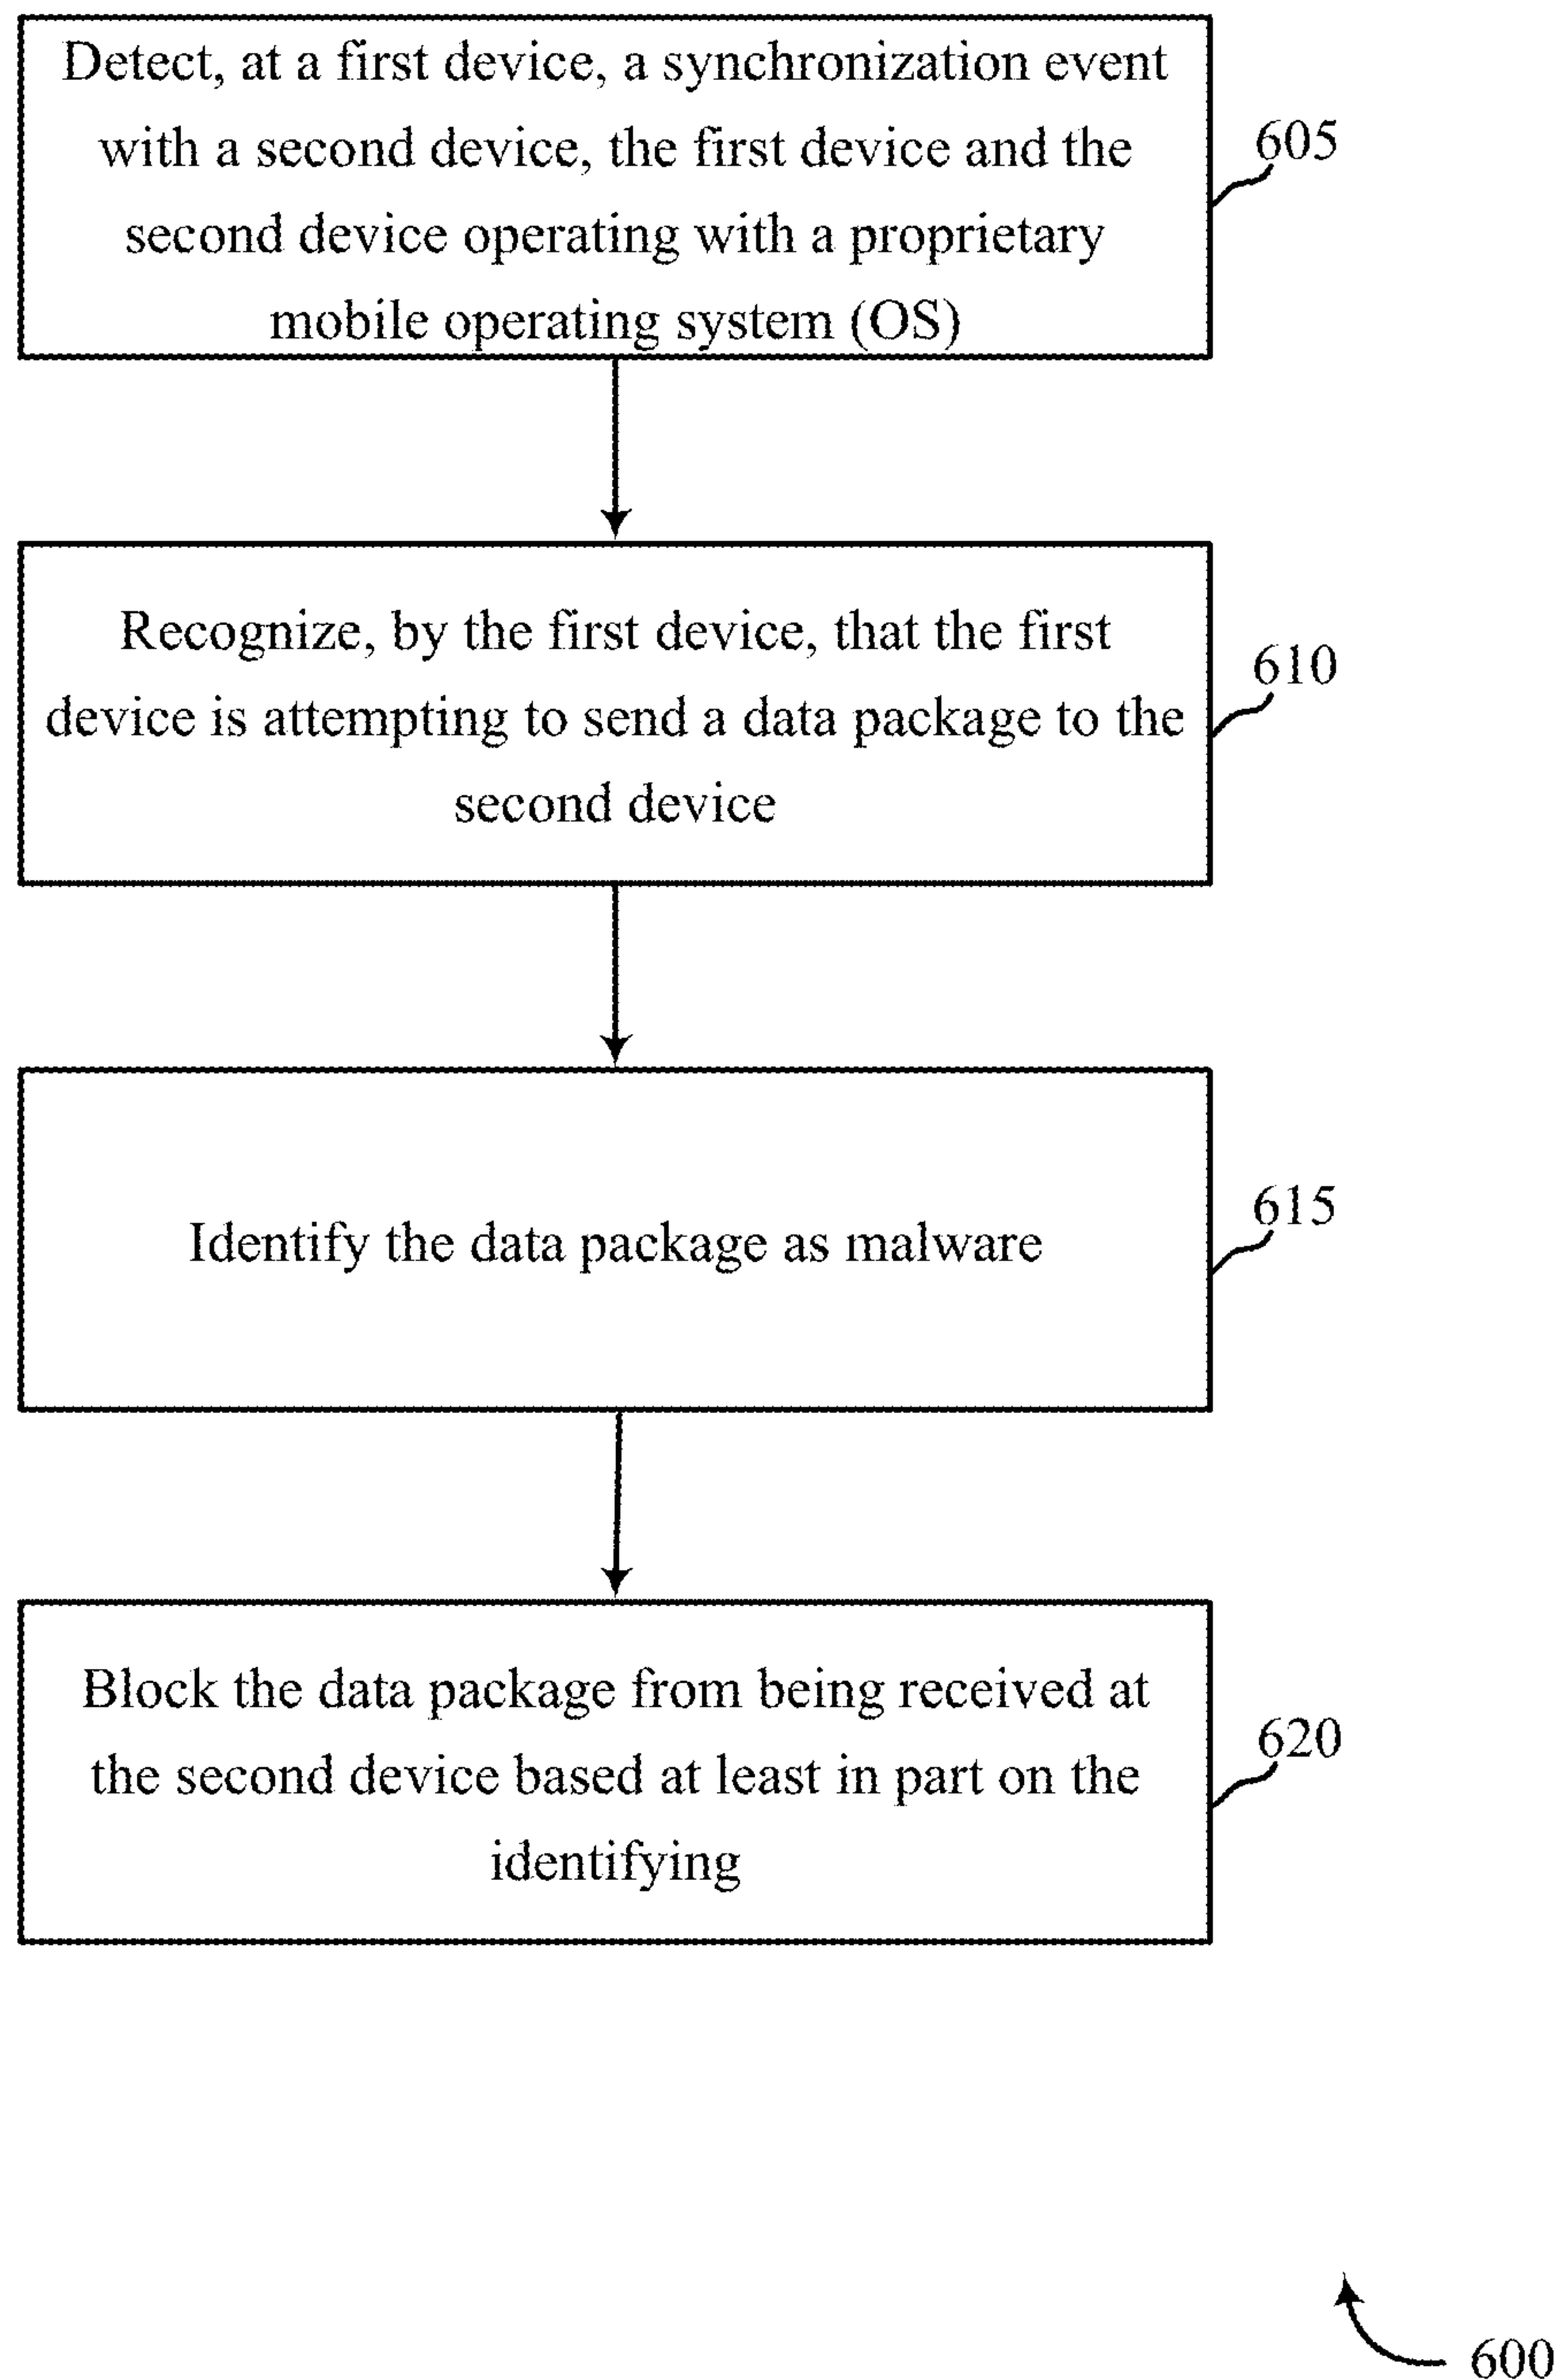 Detect, at a first device, a synchronization event
with a second device, the first device and the
second device operating with a proprietary
mobile operating system (OS)
605
Recognize, by the first device, that the first
device is attempting to send a data package to the
second device
610
Identify the data package as malware
615
Block the data package from being received at
the second device based at least in part on the
identifying
620
600